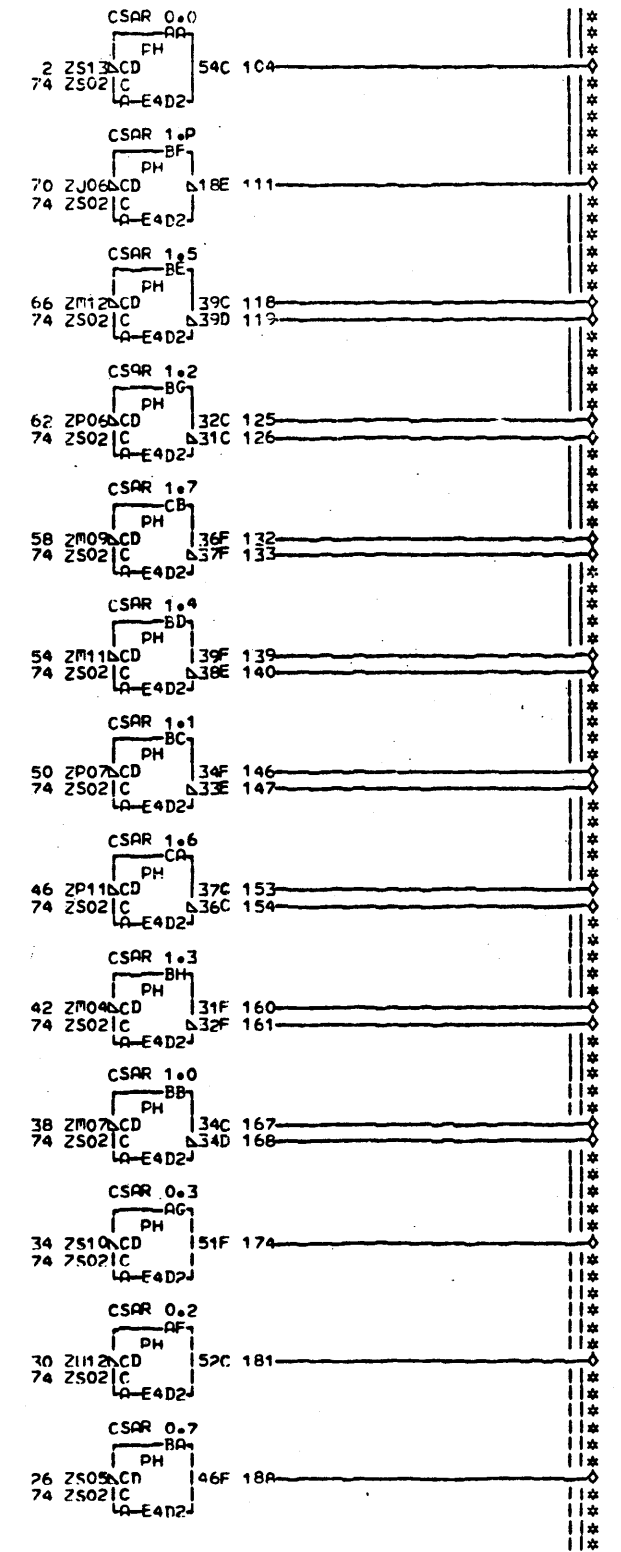 CSAR 0.0
AA
PH
2 ZS13 CD 54C 104
74 ZS02 C
A E4D2
CSAR 1.P
BF
PH
70 ZJ06 CD 18E 111
74 ZS02 C
A E4D2
CSAR 1.5
BE
PH
66 ZM12 CD 39C 118
74 ZS02 C 39D 119
A E4D2
CSAR 1.2
BG
PH
62 ZP06 CD 32C 125
74 ZS02 C 31C 126
A E4D2
CSAR 1.7
CB
PH
58 ZM09 CD 36F 132
74 ZS02 C 37F 133
A E4D2
CSAR 1.4
BD
PH
54 ZM11 CD 39F 139
74 ZS02 C 38E 140
A E4D2
CSAR 1.1
BC
PH
50 ZP07 CD 34F 146
74 ZS02 C 33E 147
A E4D2
CSAR 1.6
CA
PH
46 ZP11 CD 37C 153
74 ZS02 C 36C 154
A E4D2
CSAR 1.3
BH
PH
42 ZM04 CD 31F 160
74 ZS02 C 32F 161
A E4D2
CSAR 1.0
BB
PH
38 ZM07 CD 34C 167
74 ZS02 C 34D 168
A E4D2
CSAR 0.3
AG
PH
34 ZS10 CD 51F 174
74 ZS02 C
A E4D2
CSAR 0.2
AF
PH
30 ZU12 CD 52C 181
74 ZS02 C
A E4D2
CSAR 0.7
BA
PH
26 ZS05 CD 46F 188
74 ZS02 C
A E4D2